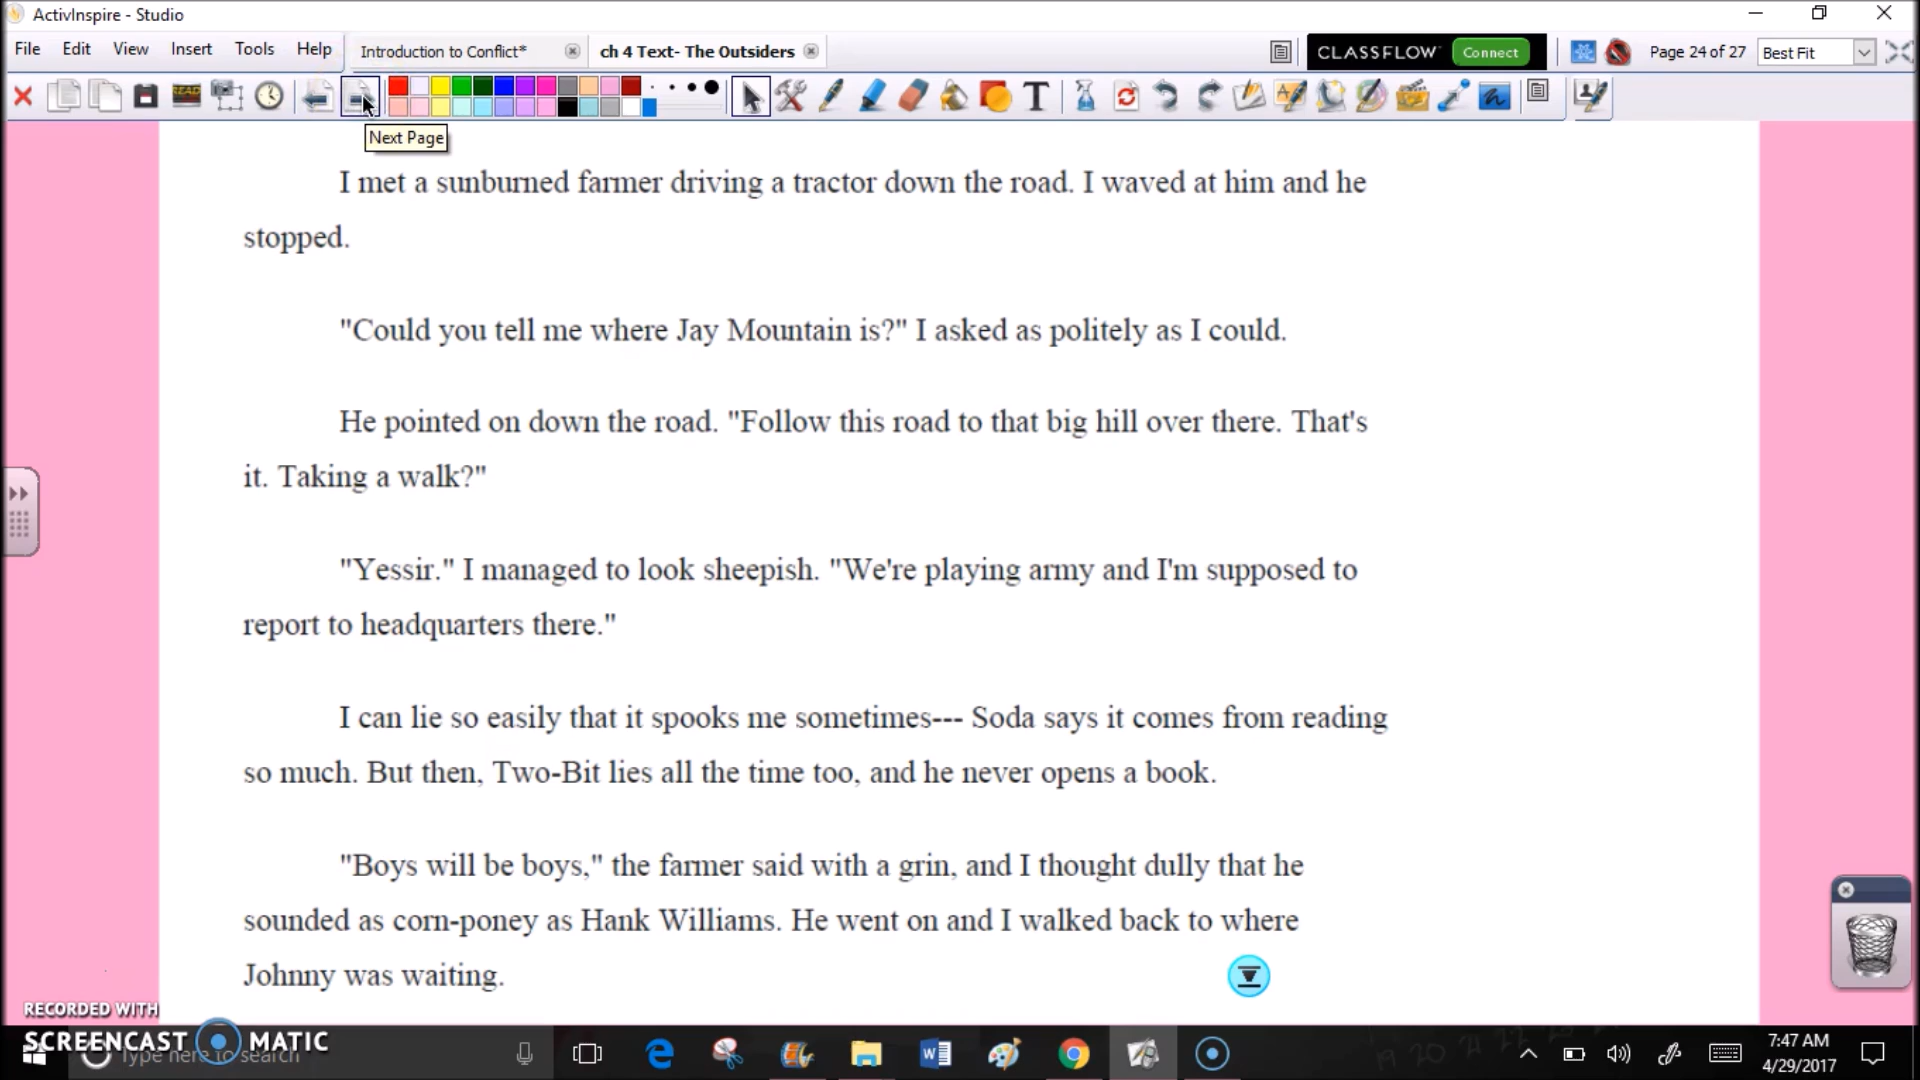 ActivInspire - Studio
File Edit View Insert Tools Help
Introduction to Conflict*
ch 4 Text- The Outsiders
CLASSFLOW Connect
Page 24 of 27
Best Fit
Next Page
I met a sunburned farmer driving a tractor down the road. I waved at him and he
stopped.
"Could you tell me where Jay Mountain is?" I asked as politely as I could.
He pointed on down the road. "Follow this road to that big hill over there. That's
it. Taking a walk?"
"Yessir." I managed to look sheepish. "We're playing army and I'm supposed to
report to headquarters there."
I can lie so easily that it spooks me sometimes--- Soda says it comes from reading
so much. But then, Two-Bit lies all the time too, and he never opens a book.
"Boys will be boys," the farmer said with a grin, and I thought dully that he
sounded as corn-poney as Hank Williams. He went on and I walked back to where
Johnny was waiting.
RECORDED WITH
SCREENCAST MATIC
Type here to search
7:47 AM
4/29/2017